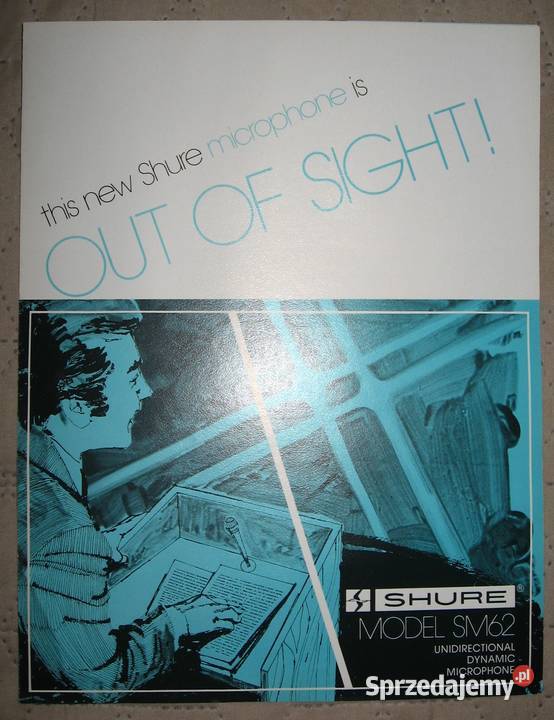 this new Shure microphone is
OUT OF SIGHT!
SHURE®
MODEL SM62
UNIDIRECTIONAL
DYNAMIC
MICROPHONE
Sprzedajemy.pl